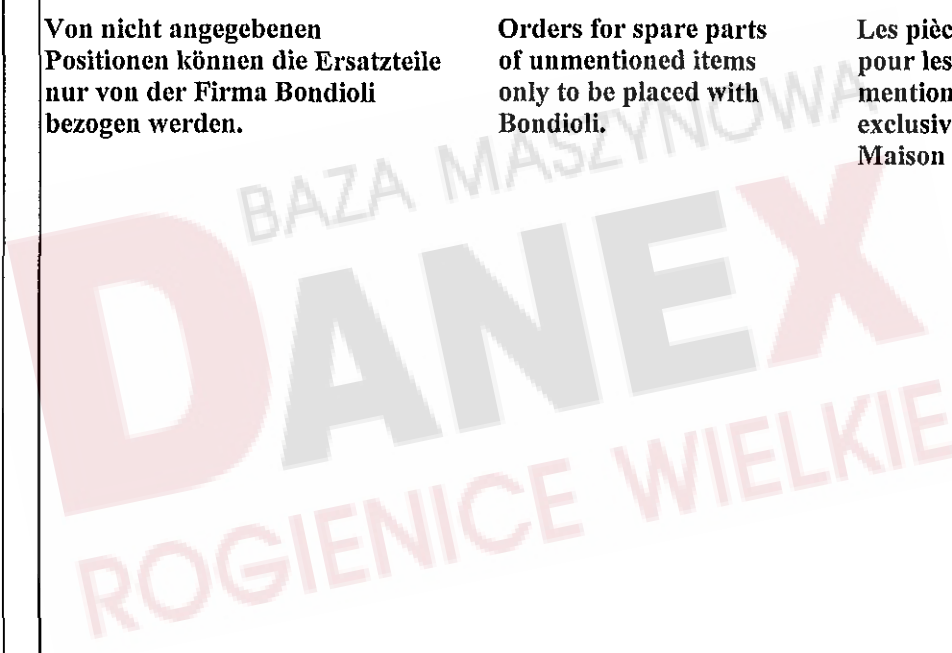 Von nicht angegebenen
Positionen können die Ersatzteile
nur von der Firma Bondioli
bezogen werden.
Orders for spare parts
of unmentioned items
only to be placed with
Bondioli.
Les
pour les
Maison
BAZA MASZYNOWA
DANEX
ROGIENICE WIELKIE